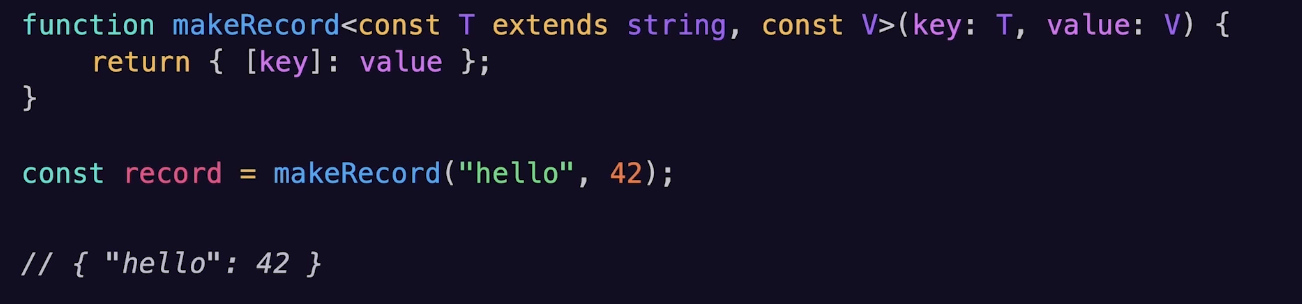 function makeRecord<const T extends string, const V>(key: T, value: V) {
    return { [key]: value };
}
const record = makeRecord("hello", 42);
// { "hello": 42 }